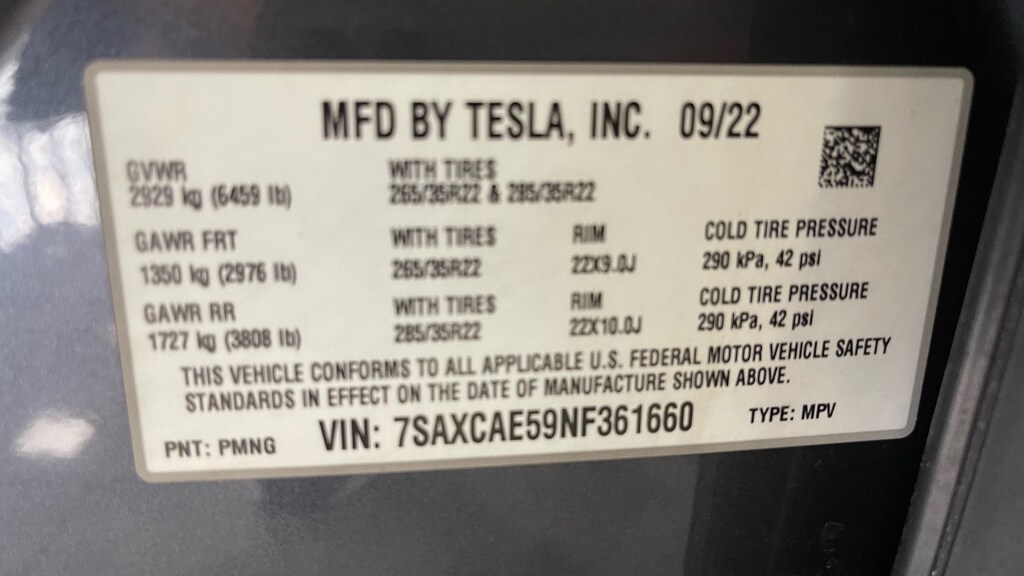 MFD BY TESLA, INC. 09/22
GVWR WITH TIRES
2929 kg (6459 lb) 265/35R22 & 285/35R22
GAWR FRT WITH TIRES RIM COLD TIRE PRESSURE
1350 kg (2976 lb) 265/35R22 22X9.0J 290 kPa, 42 psi
GAWR RR WITH TIRES RIM COLD TIRE PRESSURE
1727 kg (3808 lb) 285/35R22 22X10.0J 290 kPa, 42 psi
THIS VEHICLE CONFORMS TO ALL APPLICABLE U.S. FEDERAL MOTOR VEHICLE SAFETY
STANDARDS IN EFFECT ON THE DATE OF MANUFACTURE SHOWN ABOVE.
PNT: PMNG VIN: 7SAXCAE59NF361660 TYPE: MPV